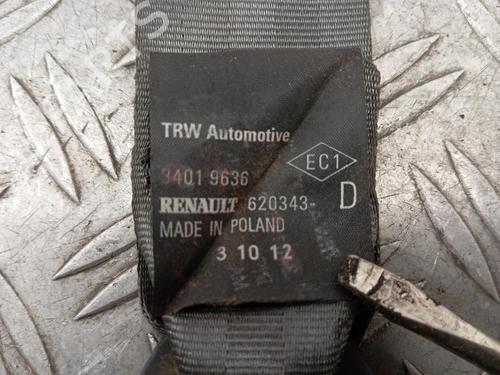 TRW Automotive
EC1
3401 9636
RENAULT 620343-
D
MADE IN POLAND
3 10 12